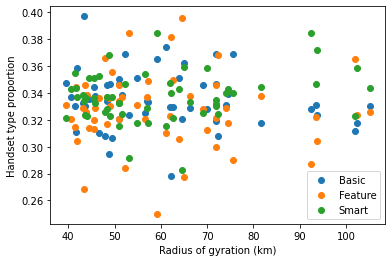 0.40
0.38
0.36
0.34
0.32
0.30
0.28
0.26
Handset type proportion
Basic
Feature
Smart
40 50 60 70 80 90 100
Radius of gyration (km)